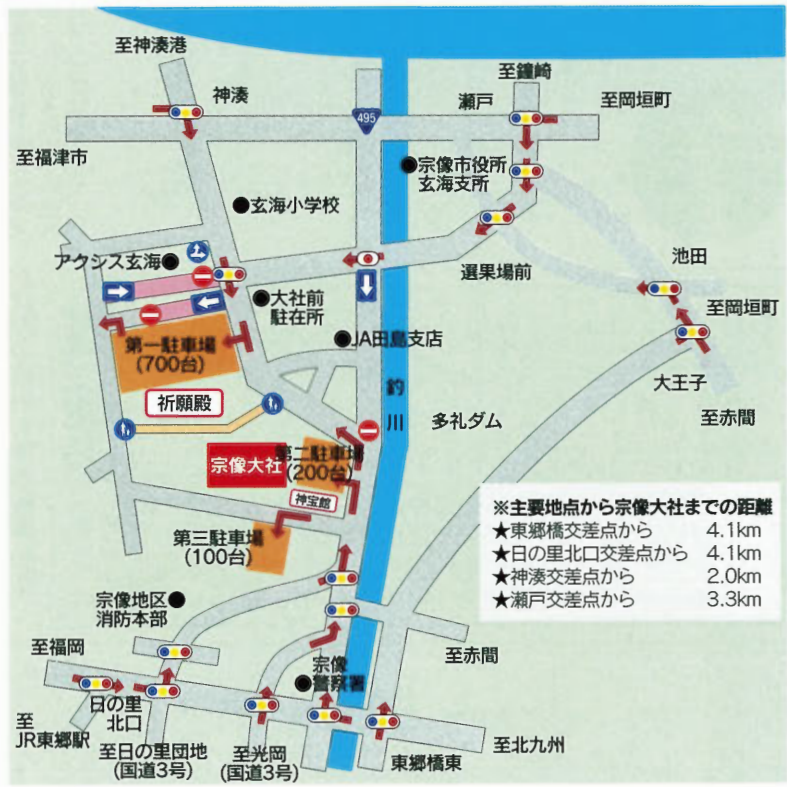 至神湊港
神湊
至鐘崎
瀬戸
至岡垣町
495
至福津市
宗像市役所
玄海支所
玄海小学校
アクシス玄海
選果場前
池田
大社前
駐在所
至岡垣町
JA田島支店
第一駐車場
(700台)
大王子
釣川
祈願殿
多礼ダム
至赤間
宗像大社
第二駐車場
(200台)
神宝館
第三駐車場
(100台)
※主要地点から宗像大社までの距離
★東郷橋交差点から 4.1km
★日の里北口交差点から 4.1km
★神湊交差点から 2.0km
★瀬戸交差点から 3.3km
宗像地区
消防本部
至福岡
至赤間
宗像
警察署
日の里
北口
至
JR東郷駅
至日の里団地
(国道3号)
至光岡
(国道3号)
東郷橋東
至北九州